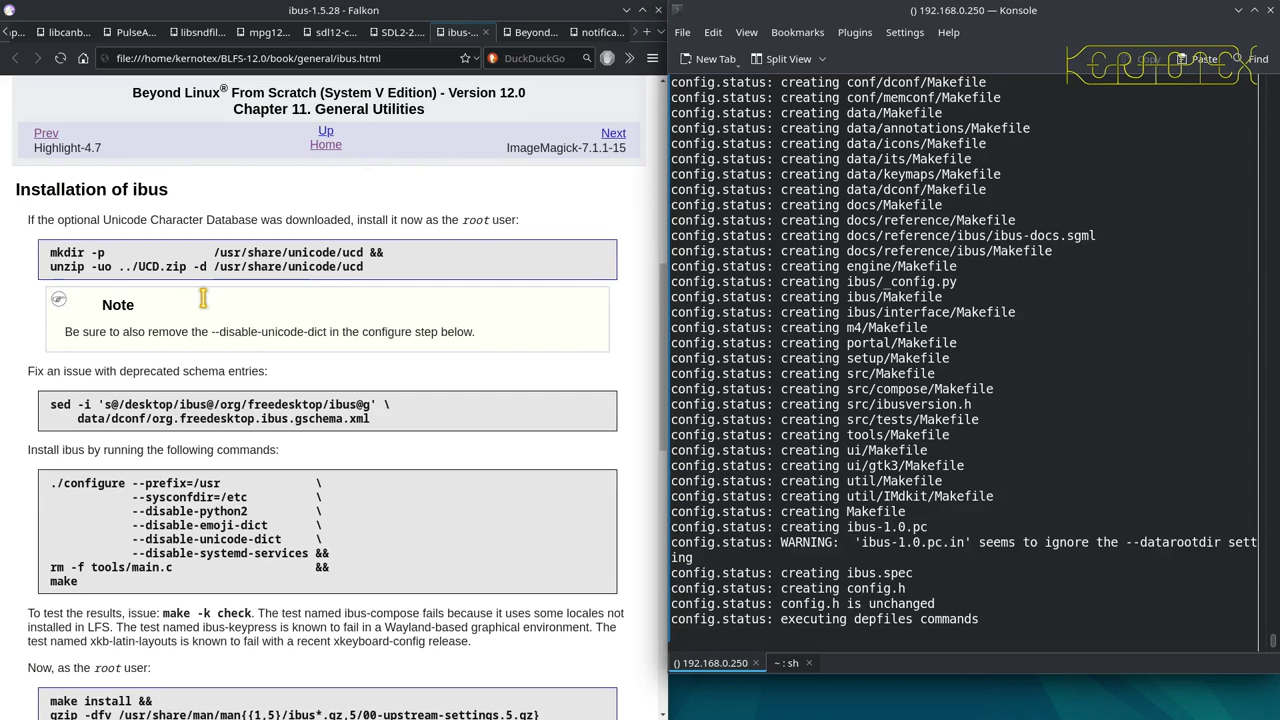 ibus-1.5.28 - Falkon
p...
libcanb...
PulseA...
libsndfil...
mpg12...
sdl12-c...
SDL2-2....
ibus-...
Beyond...
notifica...
file:///home/kernotex/BLFS-12.0/book/general/ibus.html
DuckDuckGo
Beyond Linux® From Scratch (System V Edition) - Version 12.0
Chapter 11. General Utilities
Prev
Up
Next
Highlight-4.7
Home
ImageMagick-7.1.1-15
Installation of ibus
If the optional Unicode Character Database was downloaded, install it now as the root user:
mkdir -p /usr/share/unicode/ucd &&
unzip -uo ../UCD.zip -d /usr/share/unicode/ucd
Note
Be sure to also remove the --disable-unicode-dict in the configure step below.
Fix an issue with deprecated schema entries:
sed -i 's@/desktop/ibus@/org/freedesktop/ibus@g' \
data/dconf/org.freedesktop.ibus.gschema.xml
Install ibus by running the following commands:
./configure --prefix=/usr \
--sysconfdir=/etc \
--disable-python2 \
--disable-emoji-dict \
--disable-unicode-dict \
--disable-systemd-services &&
rm -f tools/main.c &&
make
To test the results, issue: make -k check. The test named ibus-compose fails because it uses some locales not
installed in LFS. The test named ibus-keypress is known to fail in a Wayland-based graphical environment. The
test named xkb-latin-layouts is known to fail with a recent xkeyboard-config release.
Now, as the root user:
make install &&
gzip -dfv /usr/share/man/man{{1,5}/ibus*.gz,5/00-upstream-settings.5.gz}
() 192.168.0.250 — Konsole
File Edit View Bookmarks Plugins Settings Help
New Tab
Split View
Copy
Paste
Find
KERNOTEX
config.status: creating conf/dconf/Makefile
config.status: creating conf/memconf/Makefile
config.status: creating data/Makefile
config.status: creating data/annotations/Makefile
config.status: creating data/icons/Makefile
config.status: creating data/its/Makefile
config.status: creating data/keymaps/Makefile
config.status: creating data/dconf/Makefile
config.status: creating docs/Makefile
config.status: creating docs/reference/Makefile
config.status: creating docs/reference/ibus/ibus-docs.sgml
config.status: creating docs/reference/ibus/Makefile
config.status: creating engine/Makefile
config.status: creating ibus/_config.py
config.status: creating ibus/Makefile
config.status: creating ibus/interface/Makefile
config.status: creating m4/Makefile
config.status: creating portal/Makefile
config.status: creating setup/Makefile
config.status: creating src/Makefile
config.status: creating src/compose/Makefile
config.status: creating src/ibusversion.h
config.status: creating src/tests/Makefile
config.status: creating tools/Makefile
config.status: creating ui/Makefile
config.status: creating ui/gtk3/Makefile
config.status: creating util/Makefile
config.status: creating util/IMdkit/Makefile
config.status: creating Makefile
config.status: creating ibus-1.0.pc
config.status: WARNING:  'ibus-1.0.pc.in' seems to ignore the --datarootdir sett
ing
config.status: creating ibus.spec
config.status: creating config.h
config.status: config.h is unchanged
config.status: executing depfiles commands
() 192.168.0.250
~ : sh